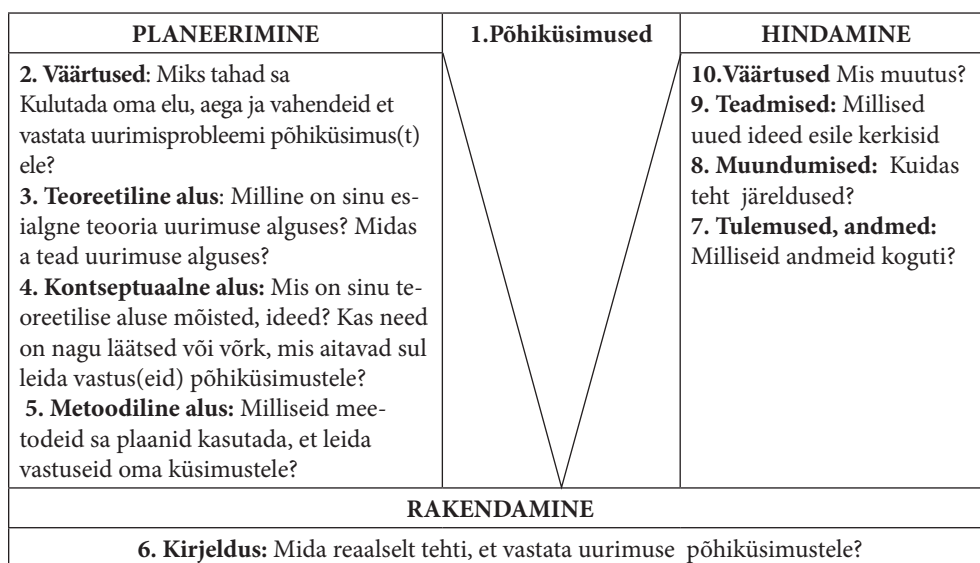 PLANEERIMINE
2. Väärtused: Miks tahad sa
Kulutada oma elu, aega ja vahendeid et
vastata uurimisprobleemi põhiküsimus(t)
ele?
3. Teoreetiline alus: Milline on sinu es-
ialgne teooria uurimuse alguses? Midas
a tead uurimuse alguses?
4. Kontseptuaalne alus: Mis on sinu te-
oreetilise aluse mõisted, ideed? Kas need
on nagu läätsed või võrk, mis aitavad sul
leida vastus(eid) põhiküsimustele?
5. Metoodiline alus: Milliseid mee-
todeid sa plaanid kasutada, et leida
vastuseid oma küsimustele?
1.Põhiküsimused
HINDAMINE
10.Väärtused Mis muutus?
9. Teadmised: Millised
uued ideed esile kerkisid
8. Muundumised: Kuidas
teht järeldused?
7. Tulemused, andmed:
Milliseid andmeid koguti?
RAKENDAMINE
6. Kirjeldus: Mida reaalselt tehti, et vastata uurimuse põhiküsimustele?